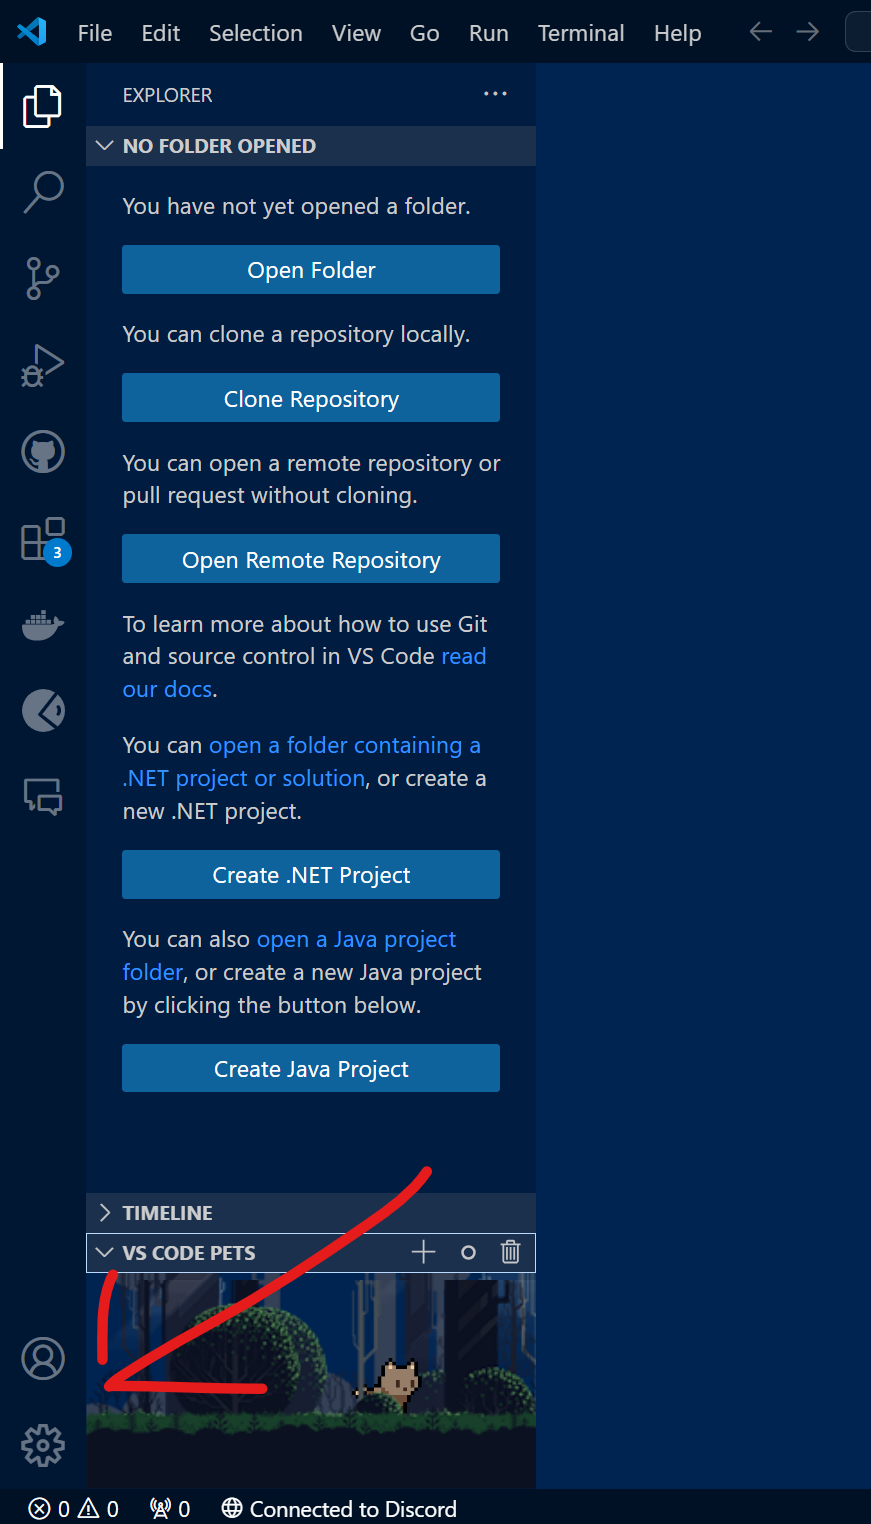 File Edit Selection View Go Run Terminal Help
EXPLORER
NO FOLDER OPENED
You have not yet opened a folder.
Open Folder
You can clone a repository locally.
Clone Repository
You can open a remote repository or
pull request without cloning.
Open Remote Repository
3
To learn more about how to use Git
and source control in VS Code read
our docs.
You can open a folder containing a
.NET project or solution, or create a
new .NET project.
Create .NET Project
You can also open a Java project
folder, or create a new Java project
by clicking the button below.
Create Java Project
TIMELINE
VS CODE PETS
0 0 0 Connected to Discord